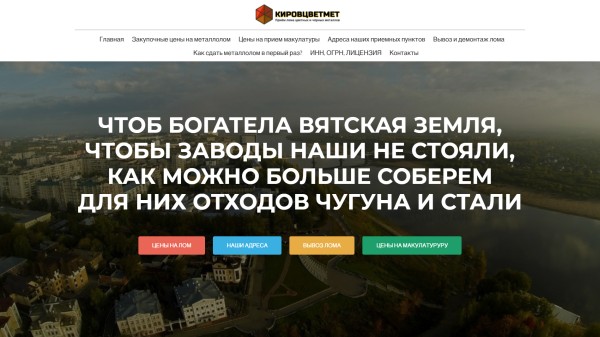 КИРОВЦВЕТМЕТ
Главная Закупочные цены на металлолом Цены на прием макулатуры Адреса наших приемных пунктов Вывоз и демонтаж лома
Как сдать металлолом в первый раз? ИНН, ОГРН, ЛИЦЕНЗИЯ Контакты
ЧТОБ БОГАТЕЛА ВЯТСКАЯ ЗЕМЛЯ,
ЧТОБЫ ЗАВОДЫ НАШИ НЕ СТОЯЛИ,
КАК МОЖНО БОЛЬШЕ СОБЕРЕМ
ДЛЯ НИХ ОТХОДОВ ЧУГУНА И СТАЛИ
ЦЕНЫ НА ЛОМ НАШИ АДРЕСА ВЫВОЗ ЛОМА ЦЕНЫ НА МАКУЛАТУРУРУ